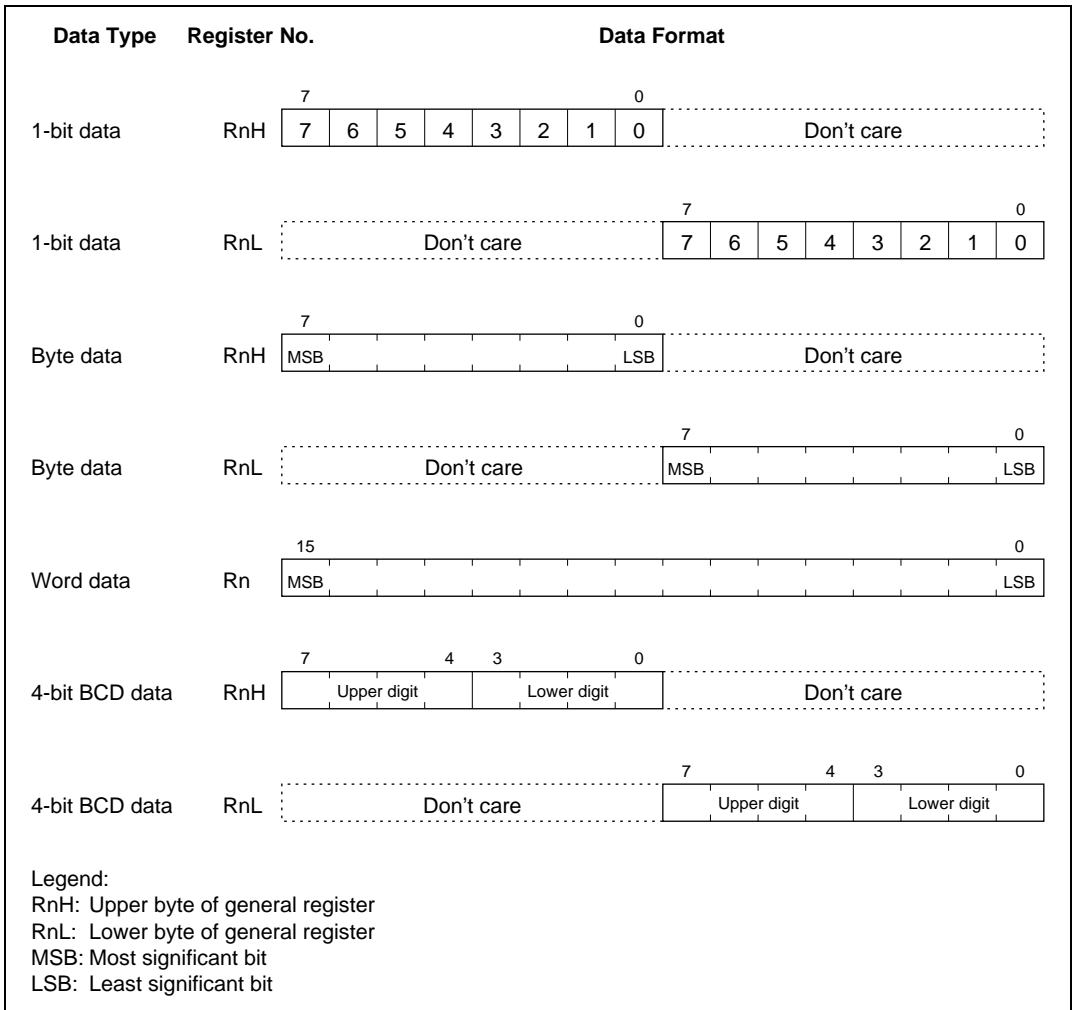 Data Type Register No. Data Format
7 0
1-bit data RnH 7 6 5 4 3 2 1 0 Don't care
7 0
1-bit data RnL Don't care 7 6 5 4 3 2 1 0
7 0
Byte data RnH MSB LSB Don't care
7 0
Byte data RnL Don't care MSB LSB
15 0
Word data Rn MSB LSB
7 4 3 0
4-bit BCD data RnH Upper digit Lower digit Don't care
7 4 3 0
4-bit BCD data RnL Don't care Upper digit Lower digit
Legend:
RnH: Upper byte of general register
RnL: Lower byte of general register
MSB: Most significant bit
LSB: Least significant bit